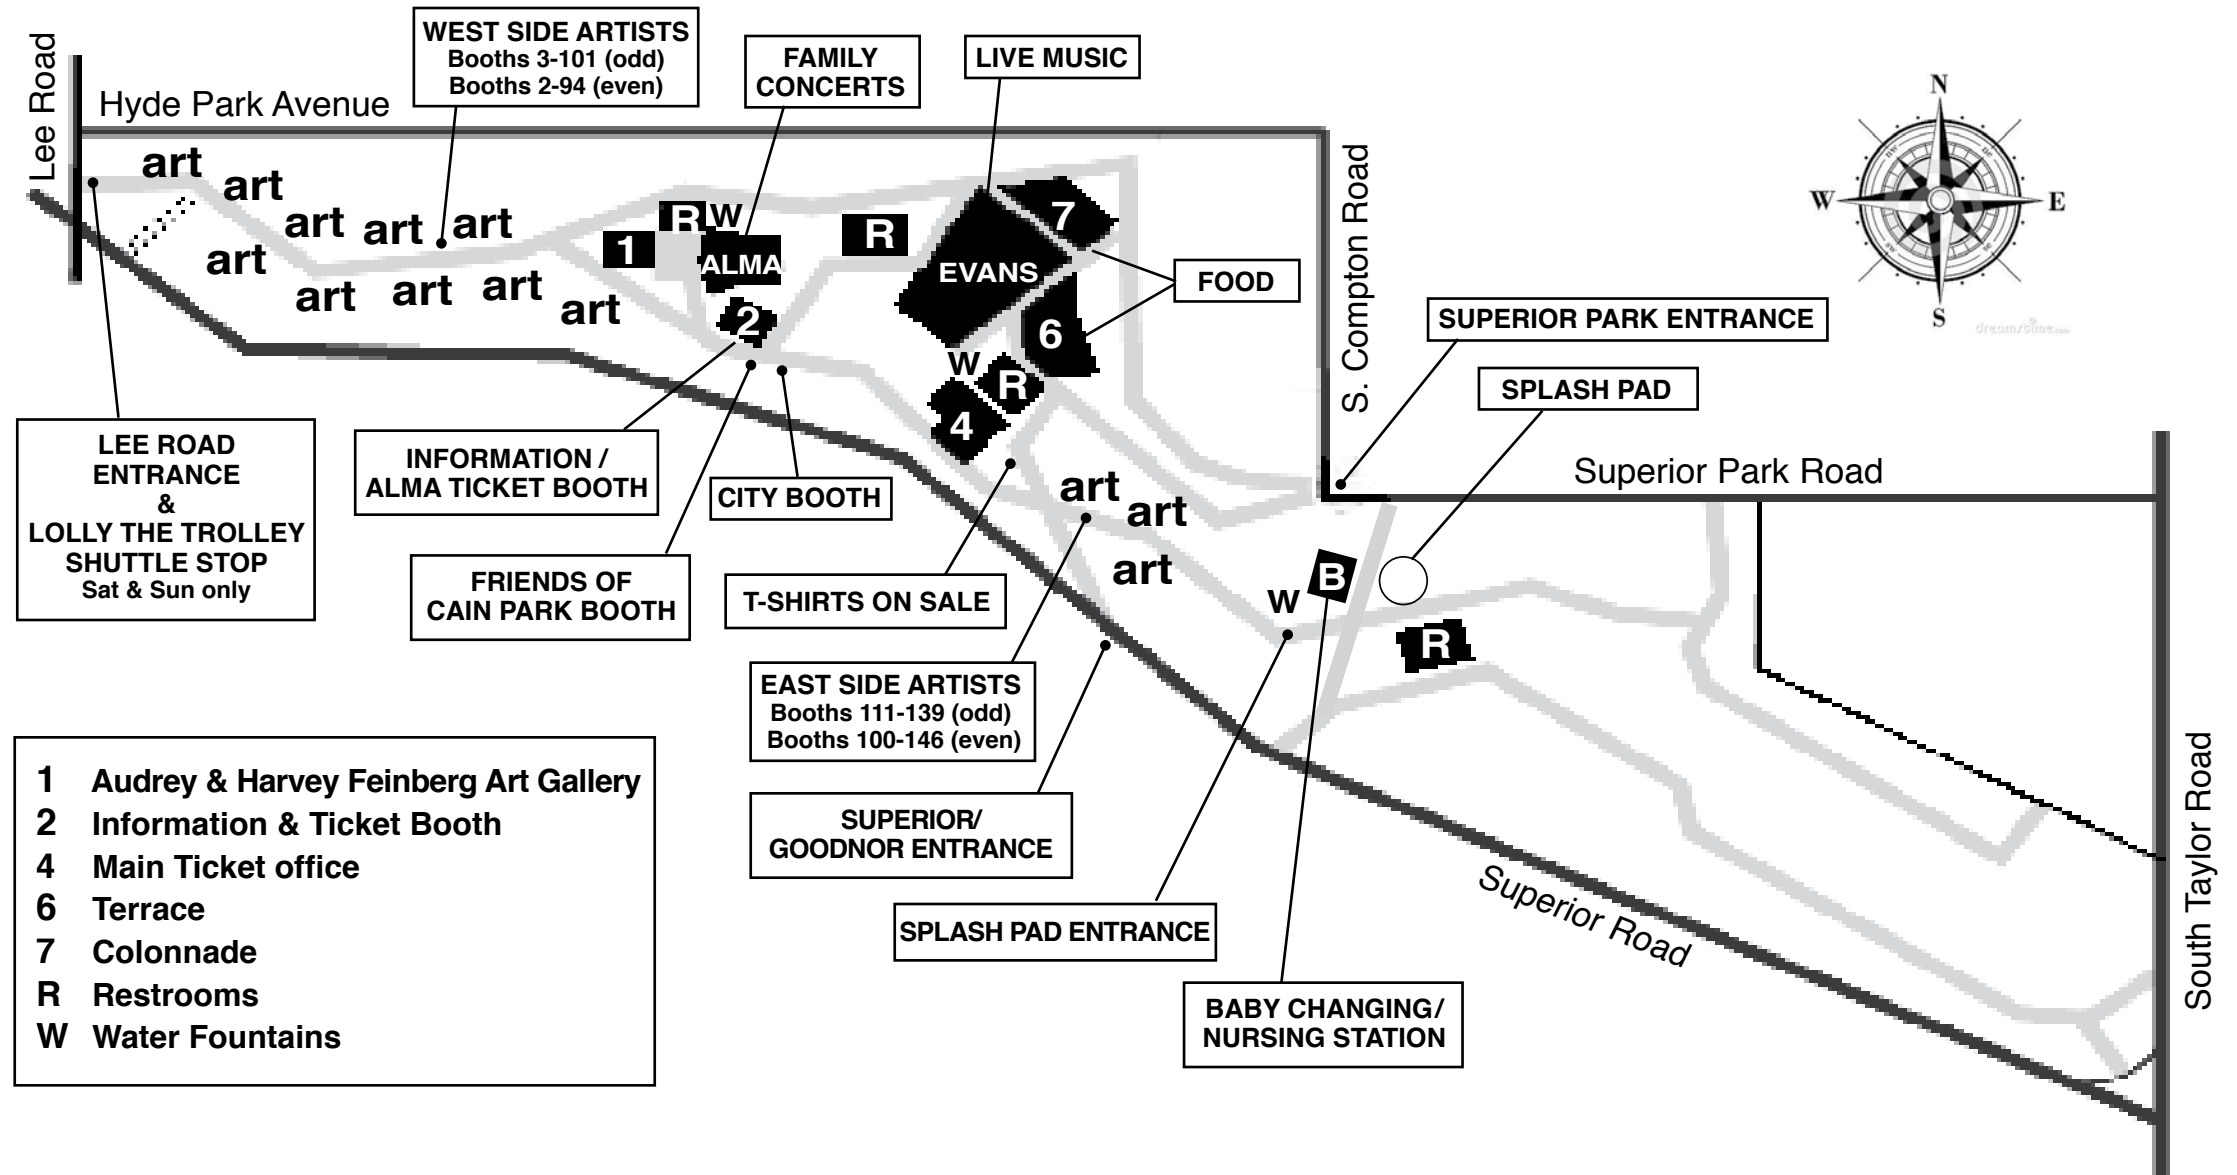 Lee Road
Hyde Park Avenue
WEST SIDE ARTISTS
Booths 3-101 (odd)
Booths 2-94 (even)
FAMILY
CONCERTS
LIVE MUSIC
N
W
E
S
dreamstime
art
art
art
art
art
art
art
art
art
art
R
W
1
ALMA
2
R
EVANS
7
6
FOOD
W
R
4
S. Compton Road
SUPERIOR PARK ENTRANCE
SPLASH PAD
Superior Park Road
LEE ROAD
ENTRANCE
&
LOLLY THE TROLLEY
SHUTTLE STOP
Sat & Sun only
INFORMATION /
ALMA TICKET BOOTH
CITY BOOTH
FRIENDS OF
CAIN PARK BOOTH
T-SHIRTS ON SALE
art
art
art
W
B
R
EAST SIDE ARTISTS
Booths 111-139 (odd)
Booths 100-146 (even)
SUPERIOR/
GOODNOR ENTRANCE
SPLASH PAD ENTRANCE
BABY CHANGING/
NURSING STATION
Superior Road
South Taylor Road
1 Audrey & Harvey Feinberg Art Gallery
2 Information & Ticket Booth
4 Main Ticket office
6 Terrace
7 Colonnade
R Restrooms
W Water Fountains